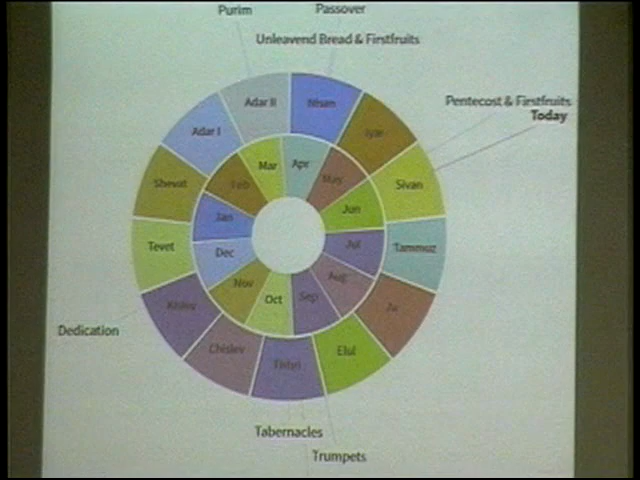 Purim
Passover
Unleavend Bread & Firstfruits
Pentecost & Firstfruits
Today
Adar II
Nisan
Iyar
Adar I
Shevat
Sivan
Tevet
Tammuz
Kislev
Chislev
Tishri
Elul
Mar
Apr
Feb
May
Jan
Jun
Dec
Jul
Nov
Oct
Sep
Aug
Dedication
Tabernacles
Trumpets